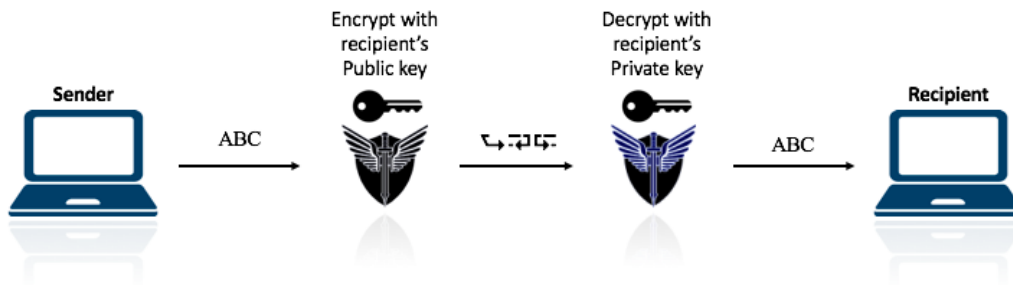 Sender
ABC
Encrypt with
recipient's
Public key
Decrypt with
recipient's
Private key
ABC
Recipient